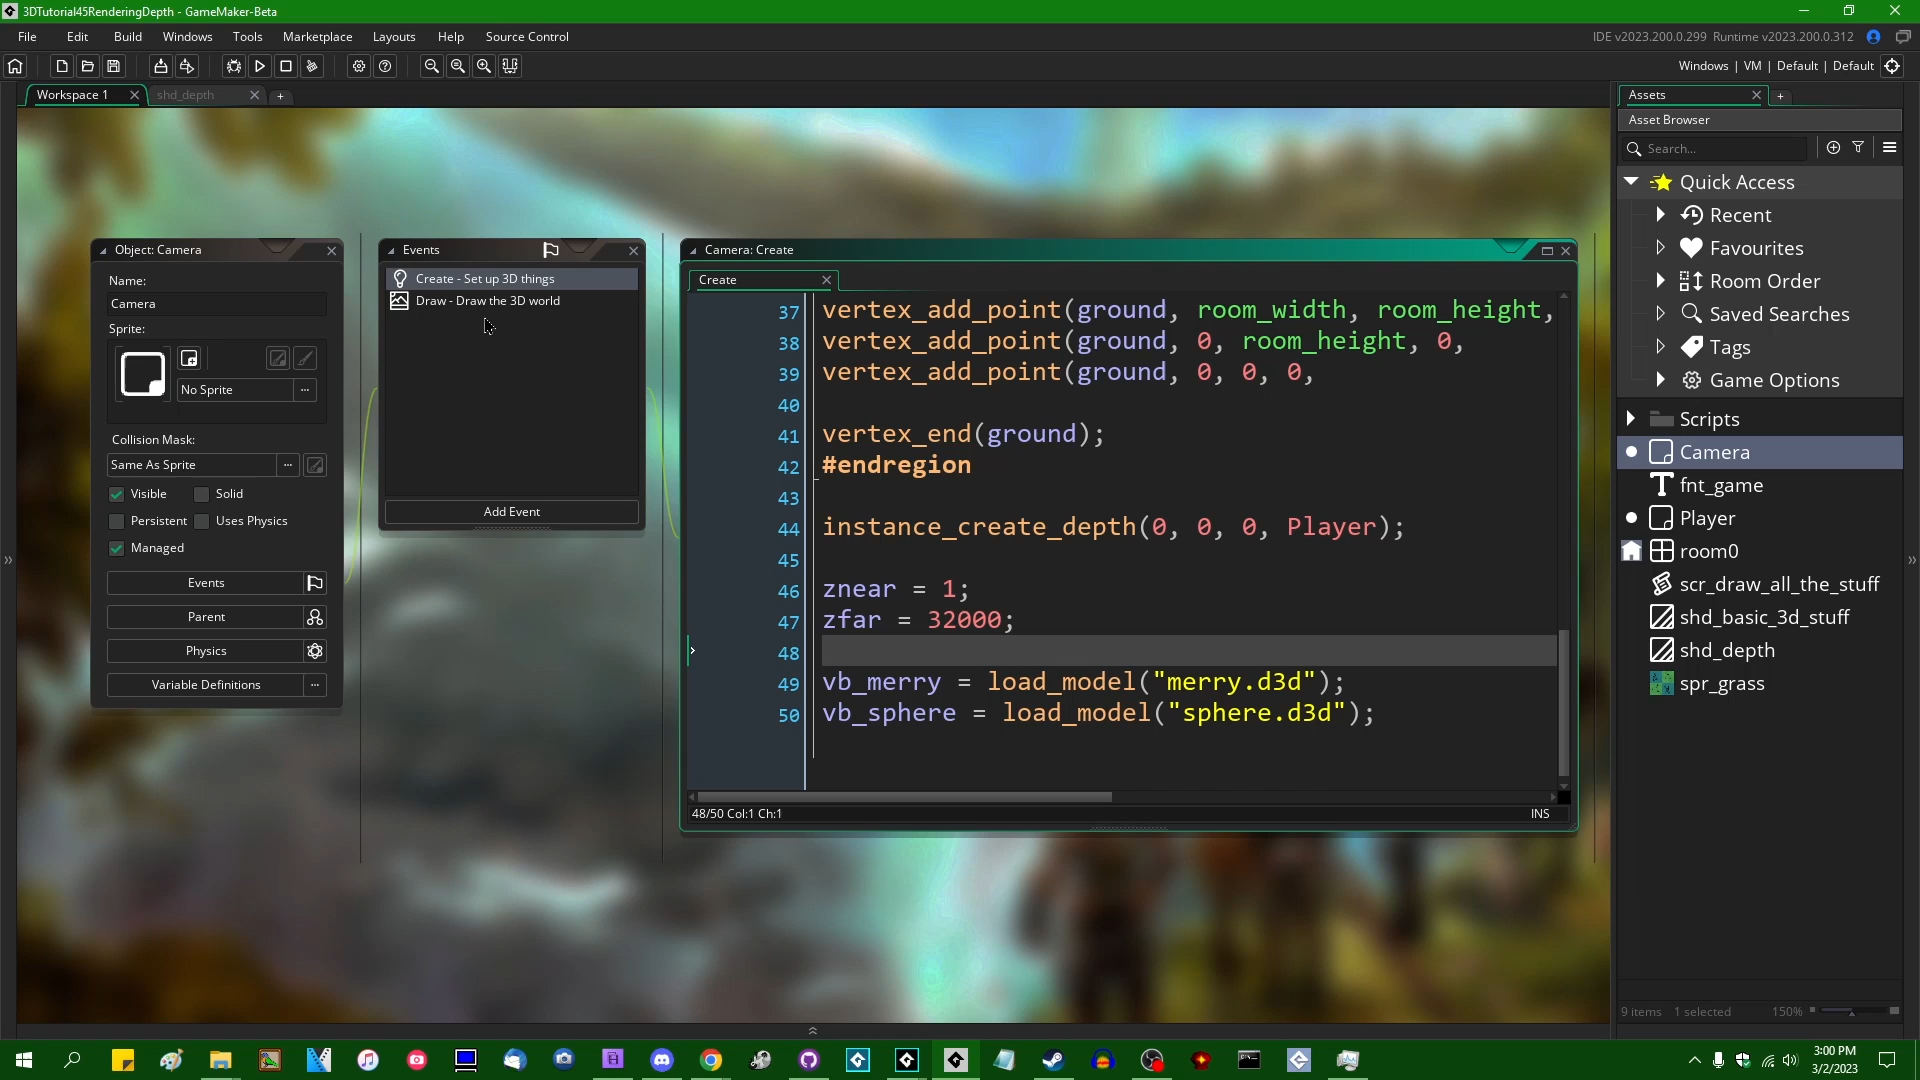 3DTutorial45RenderingDepth - GameMaker-Beta
File Edit Build Windows Tools Marketplace Layouts Help Source Control
IDE v2023.200.0.299 Runtime v2023.200.0.312
Windows | VM | Default | Default
Workspace 1
shd_depth
Assets
Asset Browser
Search...
Quick Access
Recent
Favourites
Room Order
Saved Searches
Tags
Game Options
Scripts
Camera
fnt_game
Player
room0
scr_draw_all_the_stuff
shd_basic_3d_stuff
shd_depth
spr_grass
9 items 1 selected 150%
Object: Camera
Name:
Camera
Sprite:
No Sprite
Collision Mask:
Same As Sprite
Visible Solid
Persistent Uses Physics
Managed
Events
Parent
Physics
Variable Definitions
Events
Create - Set up 3D things
Draw - Draw the 3D world
Add Event
Camera: Create
Create
37 vertex_add_point(ground, room_width, room_height,
38 vertex_add_point(ground, 0, room_height, 0,
39 vertex_add_point(ground, 0, 0, 0,
40
41 vertex_end(ground);
42 #endregion
43
44 instance_create_depth(0, 0, 0, Player);
45
46 znear = 1;
47 zfar = 32000;
48
49 vb_merry = load_model("merry.d3d");
50 vb_sphere = load_model("sphere.d3d");
48/50 Col:1 Ch:1 INS
3:00 PM
3/2/2023